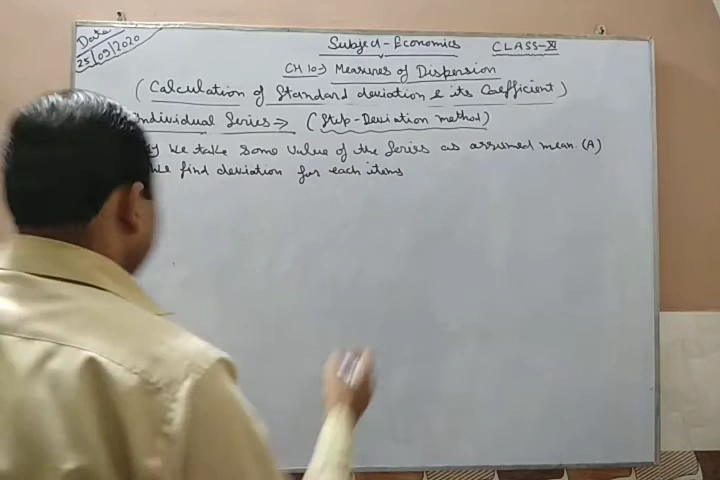 Date
25/09/2020
Subject-Economics CLASS-XI
CH 10 → Measures of Dispersion
(Calculation of Standard deviation & its Coefficient)
Individual Series → (Step-Deviation method)
We take some value of the series as assumed mean. (A)
We find deviation for each items